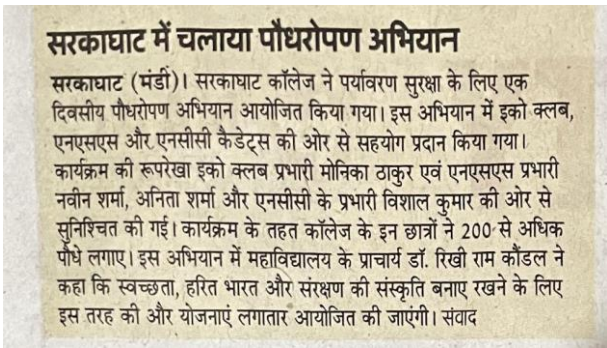 सरकाघाट में चलाया पौधरोपण अभियान
सरकाघाट (मंडी)। सरकाघाट कॉलेज ने पर्यावरण सुरक्षा के लिए एक
दिवसीय पौधरोपण अभियान आयोजित किया गया। इस अभियान में इको क्लब,
एनएसएस और एनसीसी कैडेट्स की ओर से सहयोग प्रदान किया गया।
कार्यक्रम की रूपरेखा इको क्लब प्रभारी मोनिका ठाकुर एवं एनएसएस प्रभारी
नवीन शर्मा, अनिता शर्मा और एनसीसी के प्रभारी विशाल कुमार की ओर से
सुनिश्चित की गई। कार्यक्रम के तहत कॉलेज के इन छात्रों ने 200 से अधिक
पौधे लगाए। इस अभियान में महाविद्यालय के प्राचार्य डॉ. रिखी राम कौंडल ने
कहा कि स्वच्छता, हरित भारत और संरक्षण की संस्कृति बनाए रखने के लिए
इस तरह की और योजनाएं लगातार आयोजित की जाएंगी। संवाद